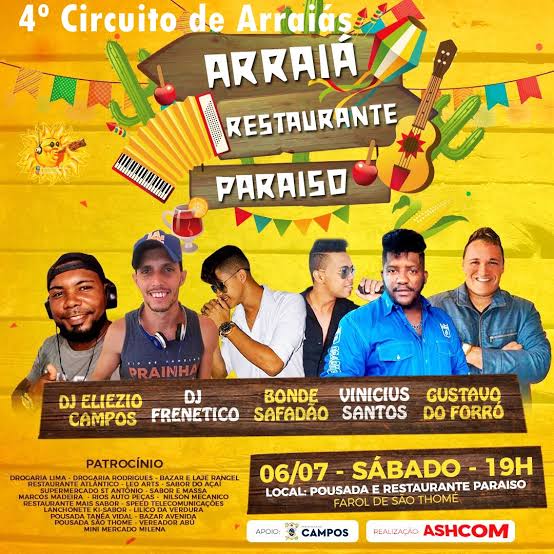 4º Circuito de Arraiás
ARRAIÁ
RESTAURANTE
PARAISO
PRAINHA
DJ ELIEZIO
CAMPOS
DJ
FRENETICO
BONDE
SAFADÃO
VINICIUS
SANTOS
GUSTAVO
DO FORRÓ
PATROCÍNIO
DROGARIA LIMA - DROGARIA RODRIGUES - BAZAR E LAJE RANGEL
RESTAURANTE ATLÂNTICO - LEO ARTS - SABOR DO AÇAÍ
SUPERMERCADO ST ANTÔNIO - SABOR E MASSA
MARCOS MADEIRA - RIOS AUTO PEÇAS - NILSON MECANICO
RESTAURANTE MAIS SABOR - SPEED TELECOMUNICAÇÕES
LANCHONETE KI-SABOR - LILICO DA VERDURA
POUSADA TANÉA VIDAL - BAZAR AVENIDA
POUSADA SÃO THOME - VEREADOR ABÚ
MINI MERCADO MILENA
06/07 - SÁBADO - 19H
LOCAL: POUSADA E RESTAURANTE PARAISO
FAROL DE SÃO THOMÉ
APOIO:
CAMPOS
REALIZAÇÃO:
ASHCOM